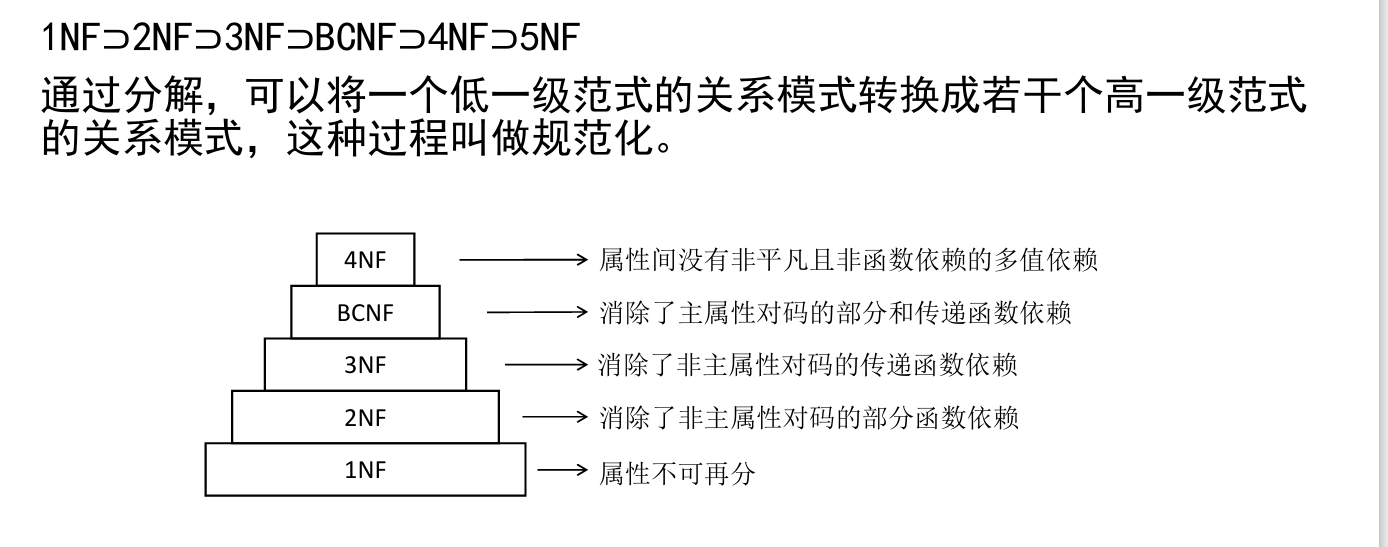 1NF⊃2NF⊃3NF⊃BCNF⊃4NF⊃5NF
通过分解，可以将一个低一级范式的关系模式转换成若干个高一级范式
的关系模式，这种过程叫做规范化。
4NF 属性间没有非平凡且非函数依赖的多值依赖
BCNF 消除了主属性对码的部分和传递函数依赖
3NF 消除了非主属性对码的传递函数依赖
2NF 消除了非主属性对码的部分函数依赖
1NF 属性不可再分